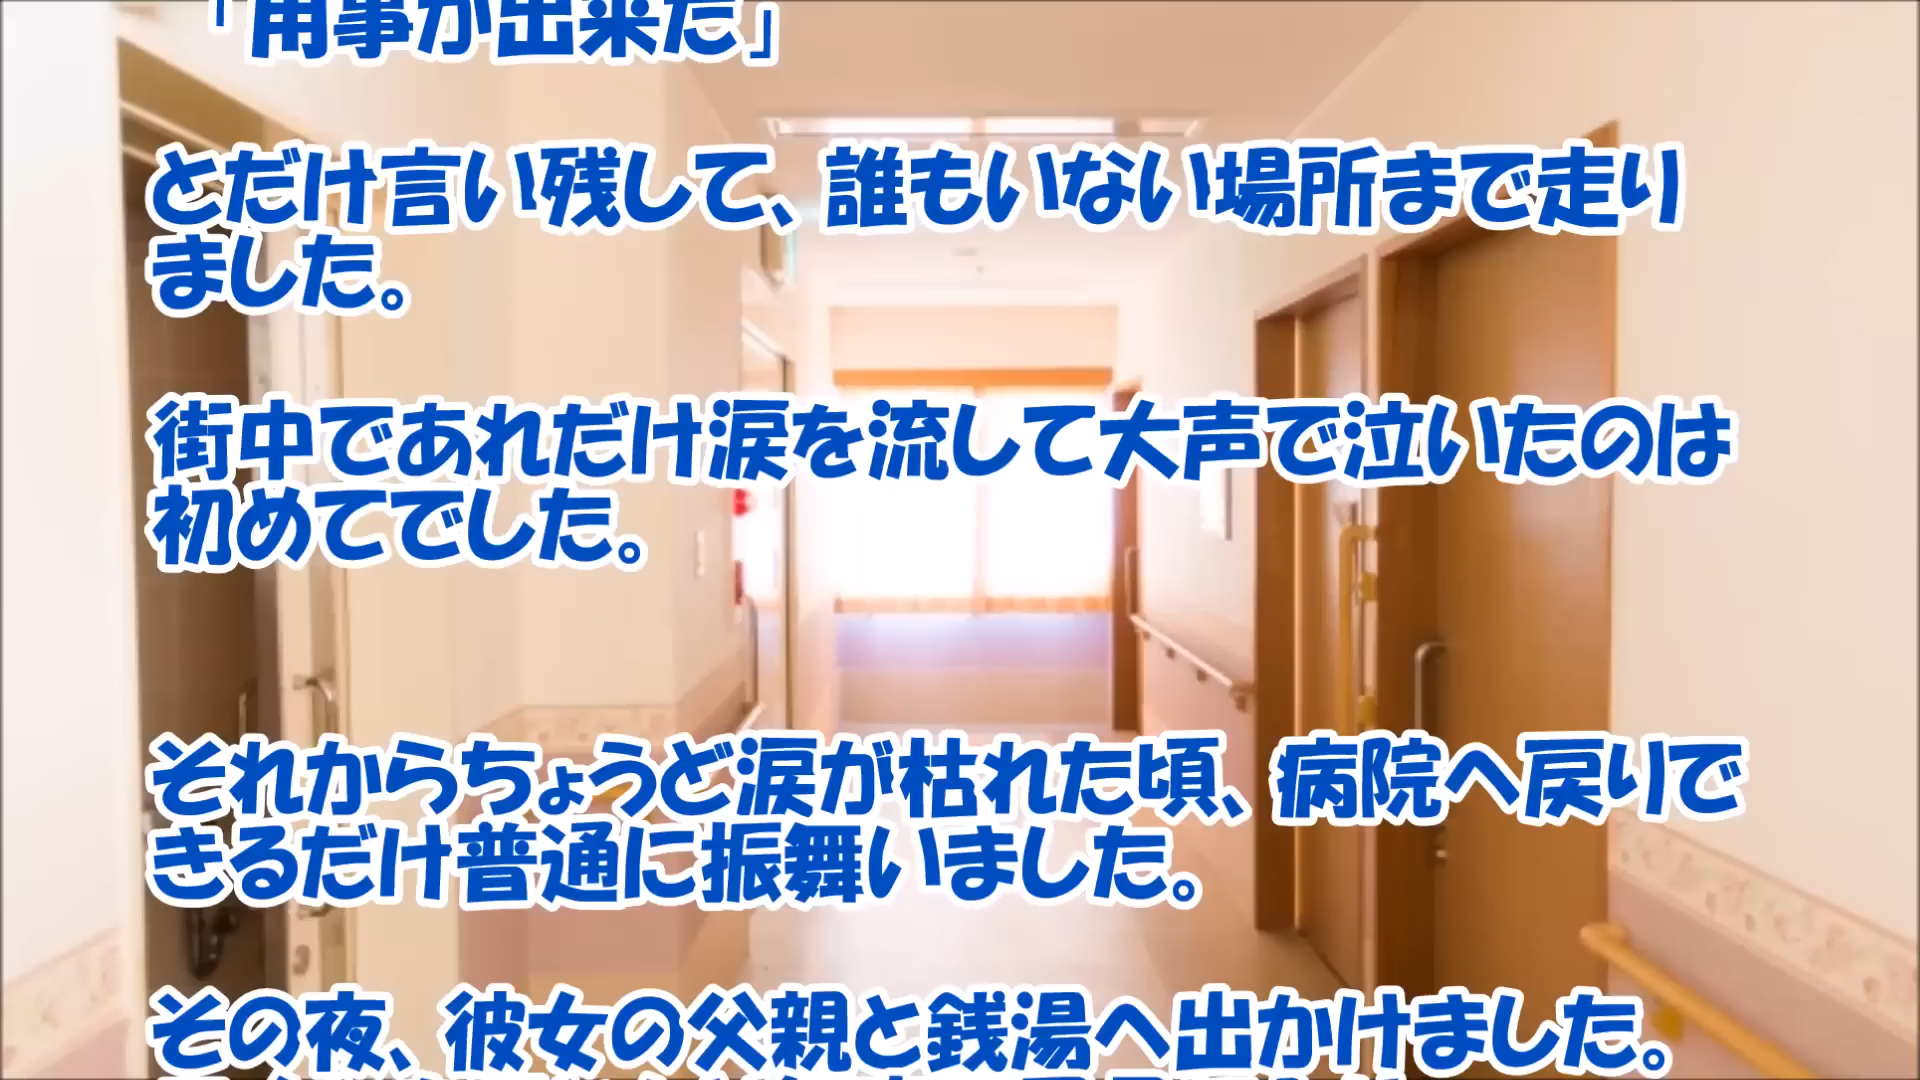 「用事が出来た」
とだけ言い残して、誰もいない場所まで走り
ました。
街中であれだけ涙を流して大声で泣いたのは
初めてでした。
それからちょうど涙が枯れた頃、病院へ戻りで
きるだけ普通に振舞いました。
その夜、彼女の父親と銭湯へ出かけました。